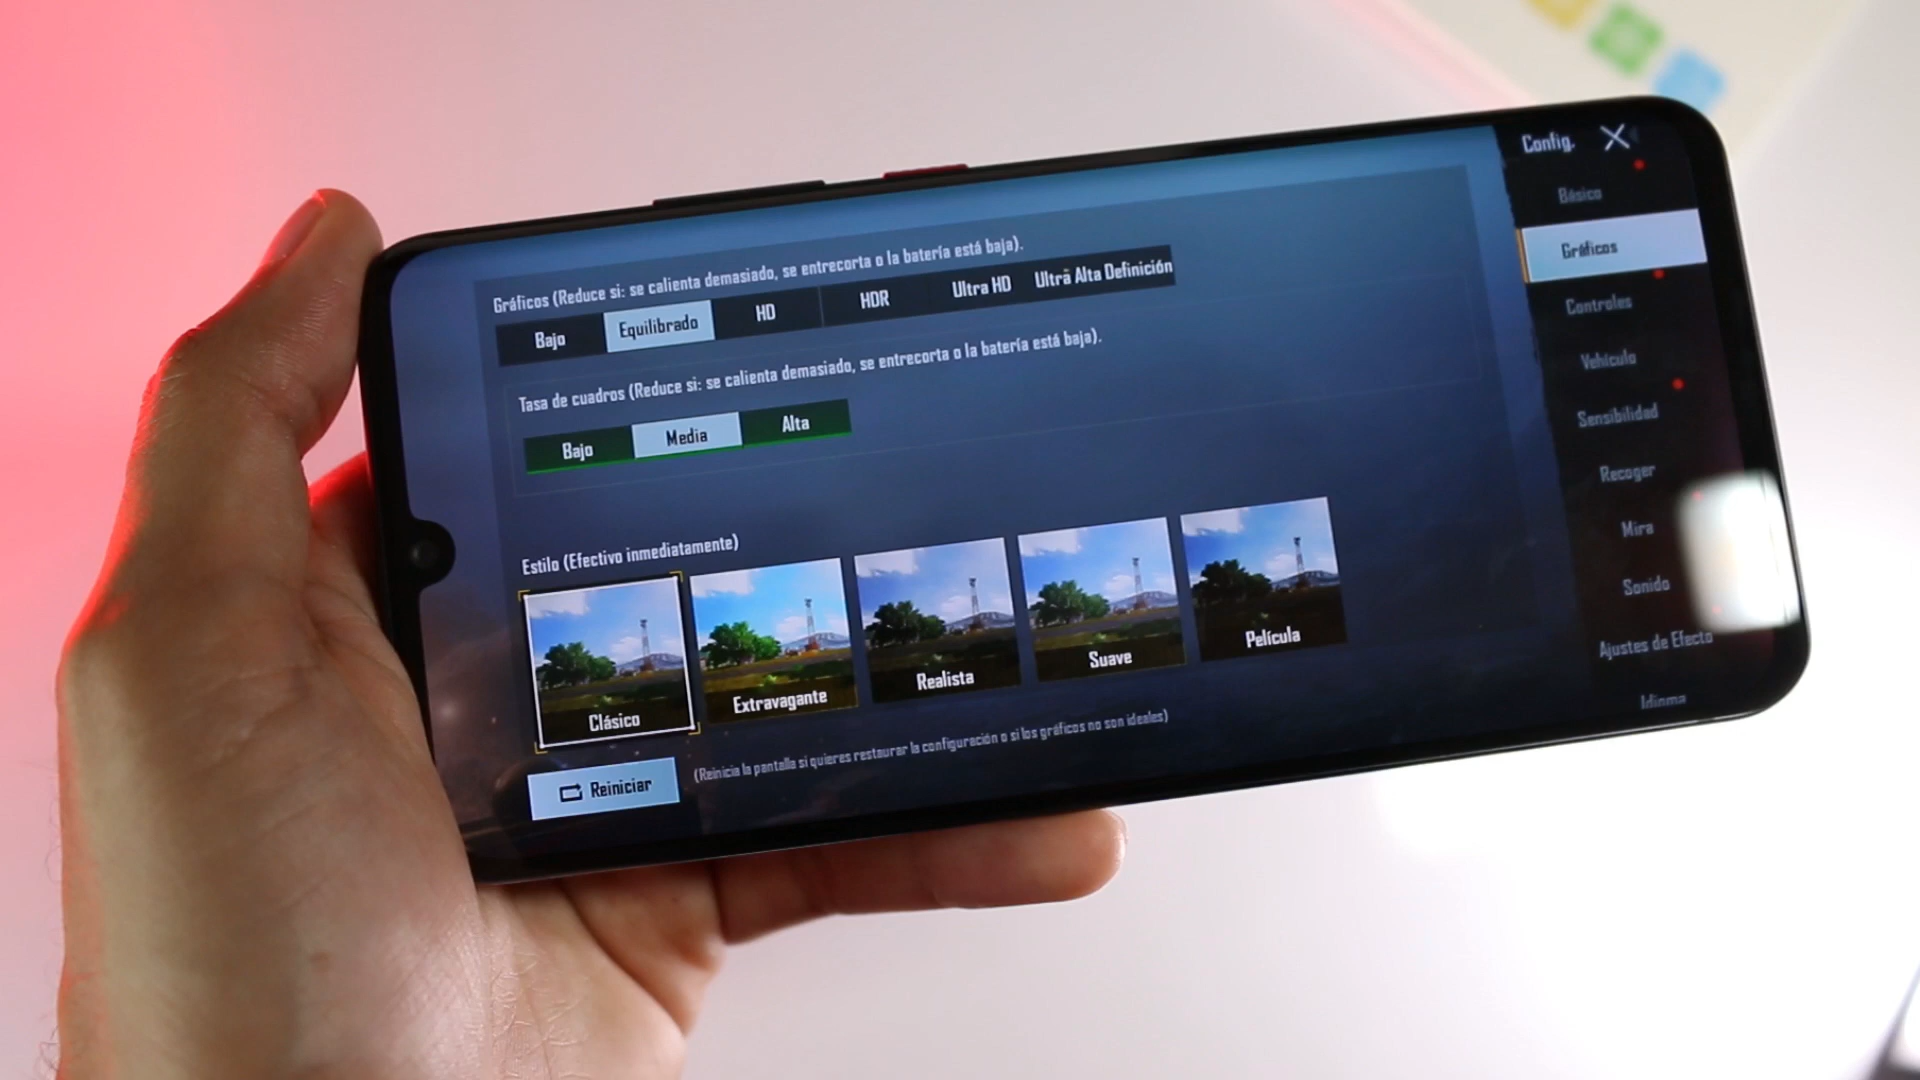 Config.
Básico
Gráficos
Controles
Vehículo
Sensibilidad
Recoger
Mira
Sonido
Ajustes de Efecto
Idioma
Gráficos (Reduce si: se calienta demasiado, se entrecorta o la batería está baja).
Bajo Equilibrado HD HDR Ultra HD Ultra Alta Definición
Tasa de cuadros (Reduce si: se calienta demasiado, se entrecorta o la batería está baja).
Bajo Media Alta
Estilo (Efectivo inmediatamente)
Clásico Extravagante Realista Suave Película
Reiniciar (Reinicia la pantalla si quieres restaurar la configuración o si los gráficos no son ideales)